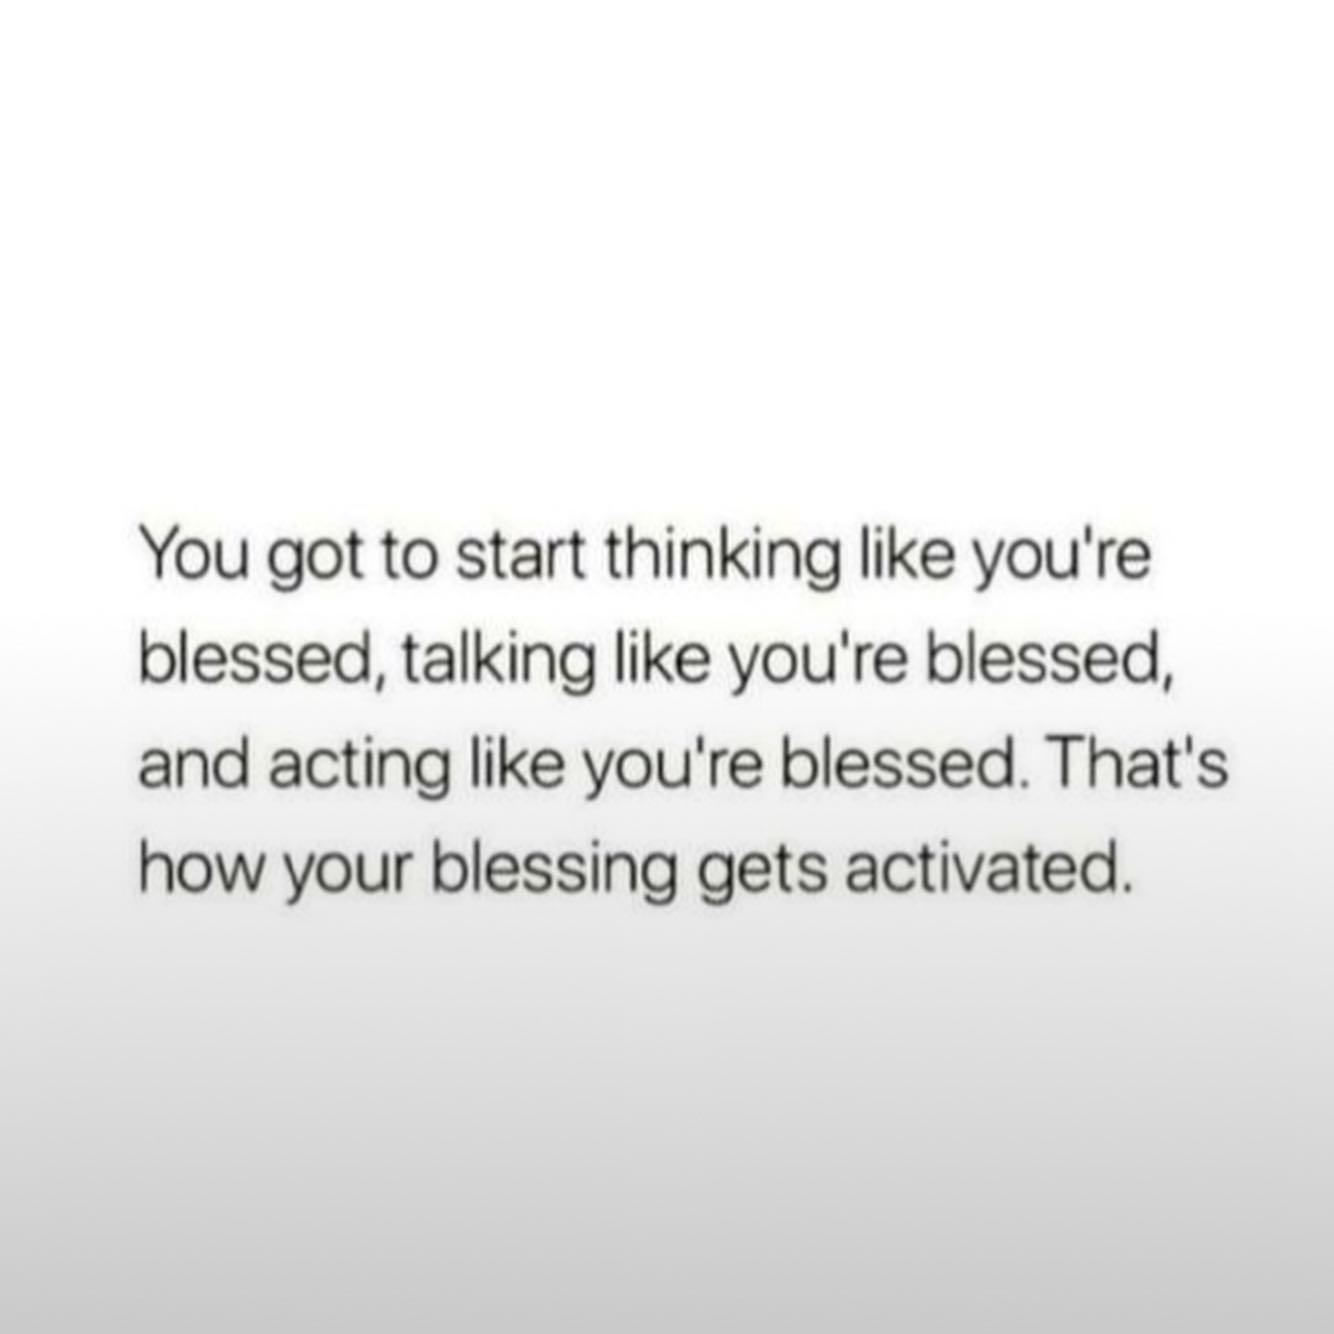 You got to start thinking like you're
blessed, talking like you're blessed,
and acting like you're blessed. That's
how your blessing gets activated.